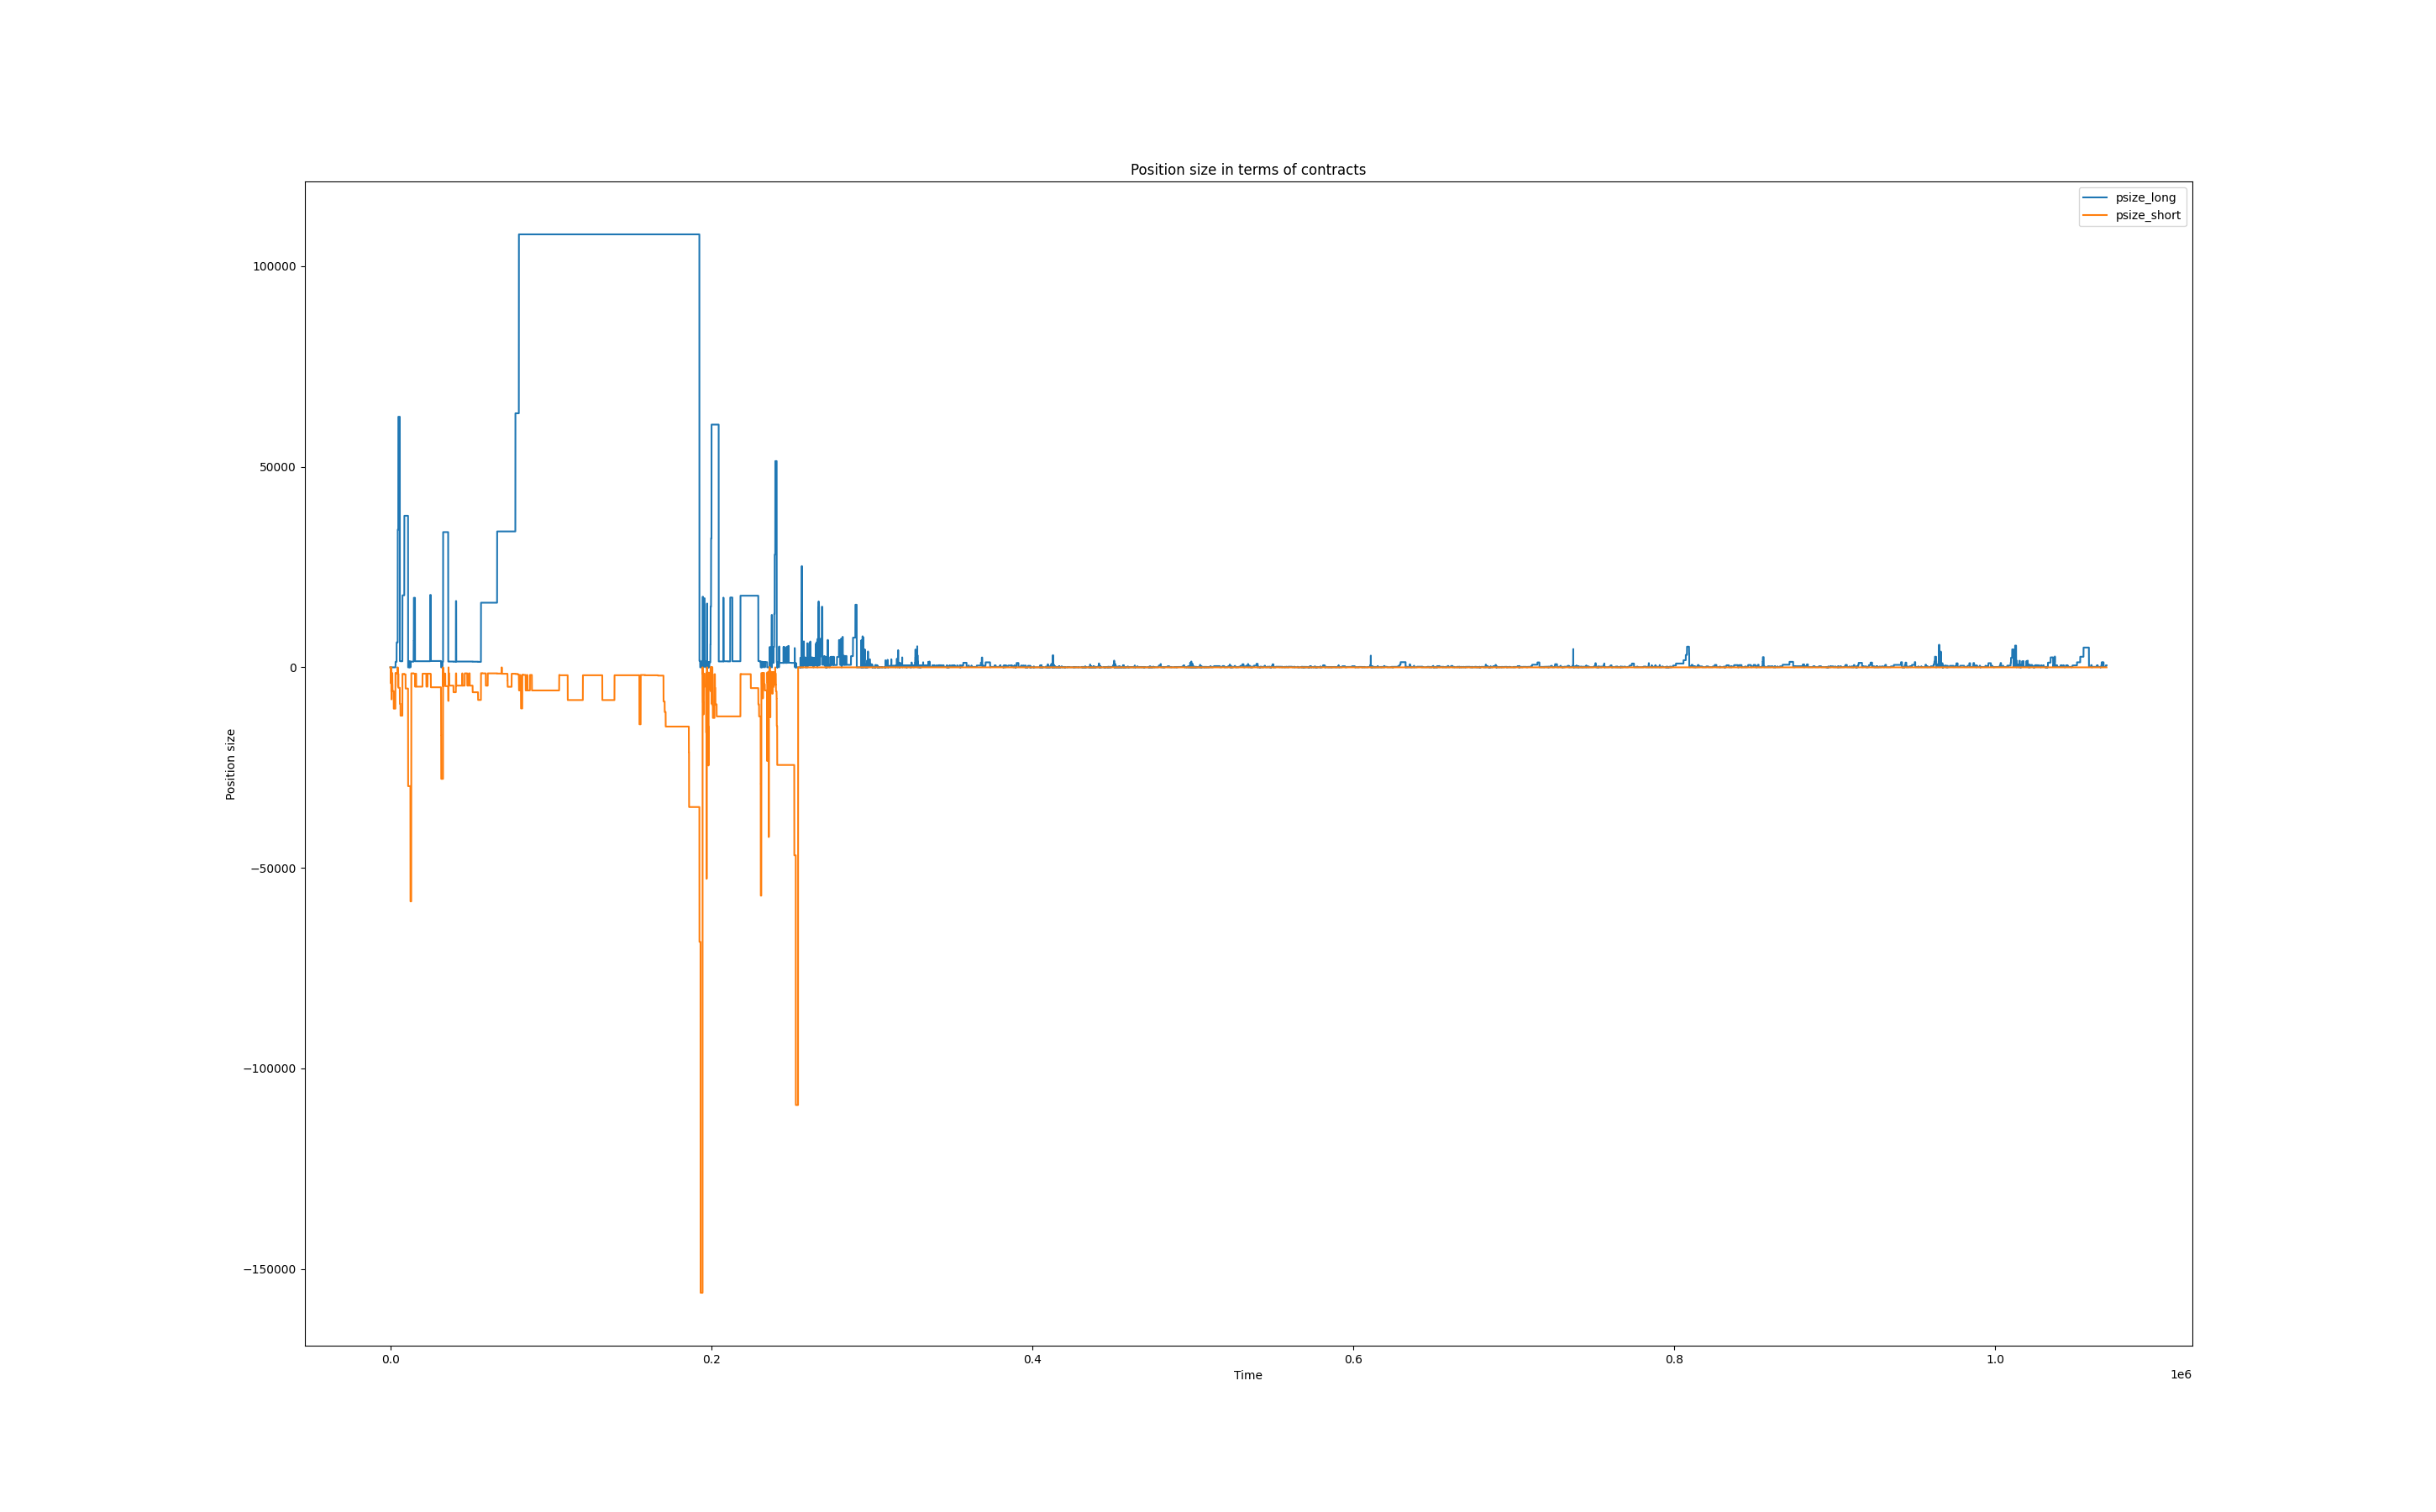 Position size in terms of contracts
psize_long
psize_short
100000
50000
0
−50000
−100000
−150000
Position size
0.0 0.2 0.4 0.6 0.8 1.0
Time
1e6